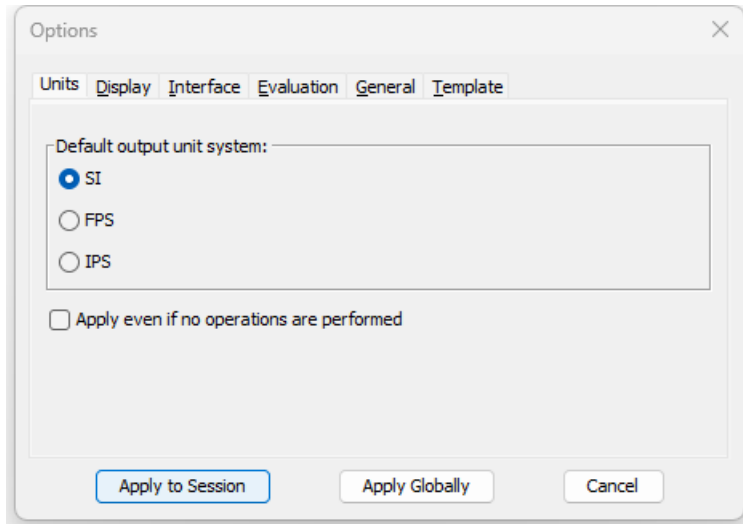 Options
Units Display Interface Evaluation General Template
Default output unit system:
SI
FPS
IPS
Apply even if no operations are performed
Apply to Session Apply Globally Cancel